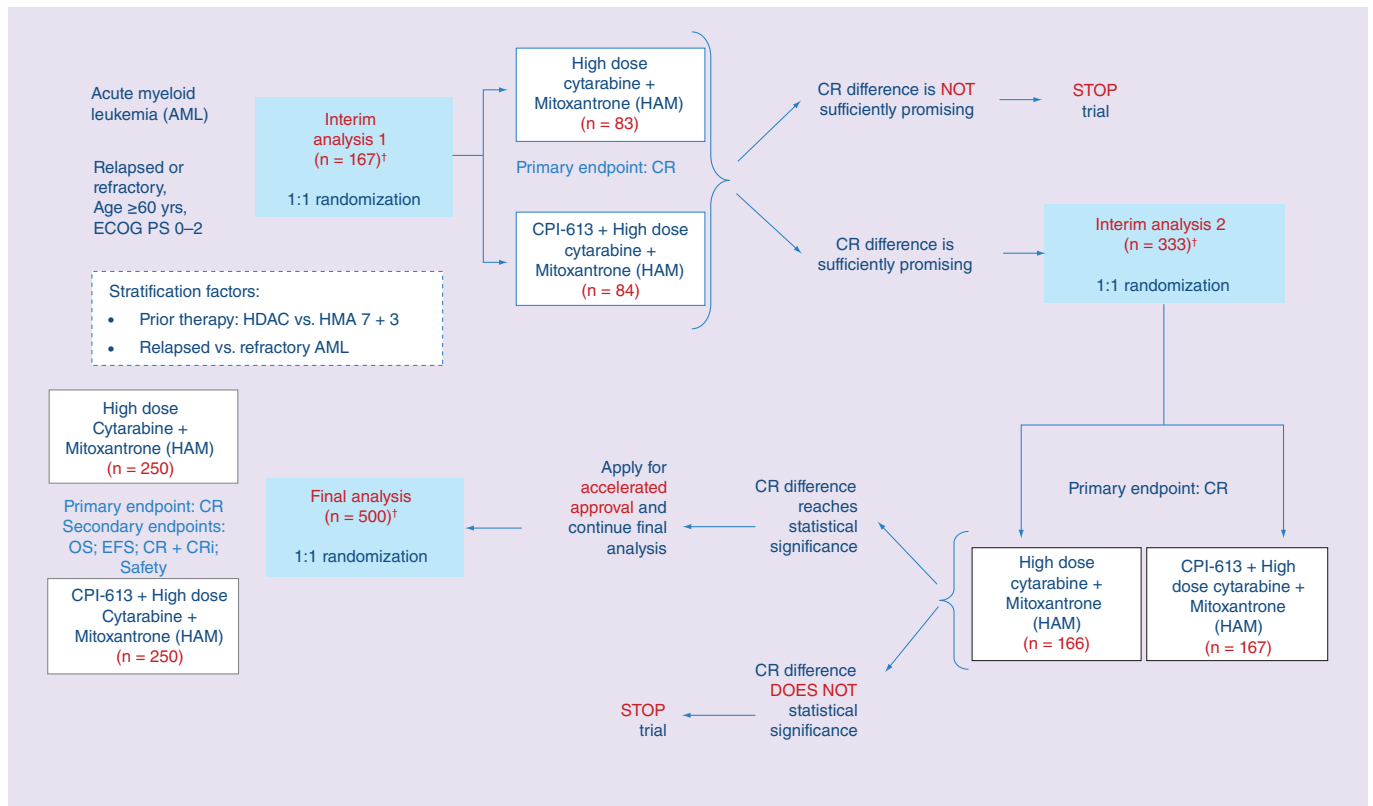 Acute myeloid
leukemia (AML)
Relapsed or
refractory,
Age ≥60 yrs,
ECOG PS 0–2
Interim
analysis 1
(n = 167)†
1:1 randomization
High dose
cytarabine +
Mitoxantrone (HAM)
(n = 83)
Primary endpoint: CR
CPI-613 + High dose
cytarabine +
Mitoxantrone (HAM)
(n = 84)
CR difference is NOT
sufficiently promising
STOP
trial
CR difference is
sufficiently promising
Interim analysis 2
(n = 333)†
1:1 randomization
Stratification factors:
• Prior therapy: HDAC vs. HMA 7 + 3
• Relapsed vs. refractory AML
Primary endpoint: CR
High dose
cytarabine +
Mitoxantrone
(HAM)
(n = 166)
CPI-613 + High
dose cytarabine +
Mitoxantrone
(HAM)
(n = 167)
CR difference
reaches
statistical
significance
Apply for
accelerated
approval and
continue final
analysis
CR difference
DOES NOT
statistical
significance
STOP
trial
Final analysis
(n = 500)†
1:1 randomization
High dose
Cytarabine +
Mitoxantrone (HAM)
(n = 250)
Primary endpoint: CR
Secondary endpoints:
OS; EFS; CR + CRi;
Safety
CPI-613 + High dose
Cytarabine +
Mitoxantrone (HAM)
(n = 250)